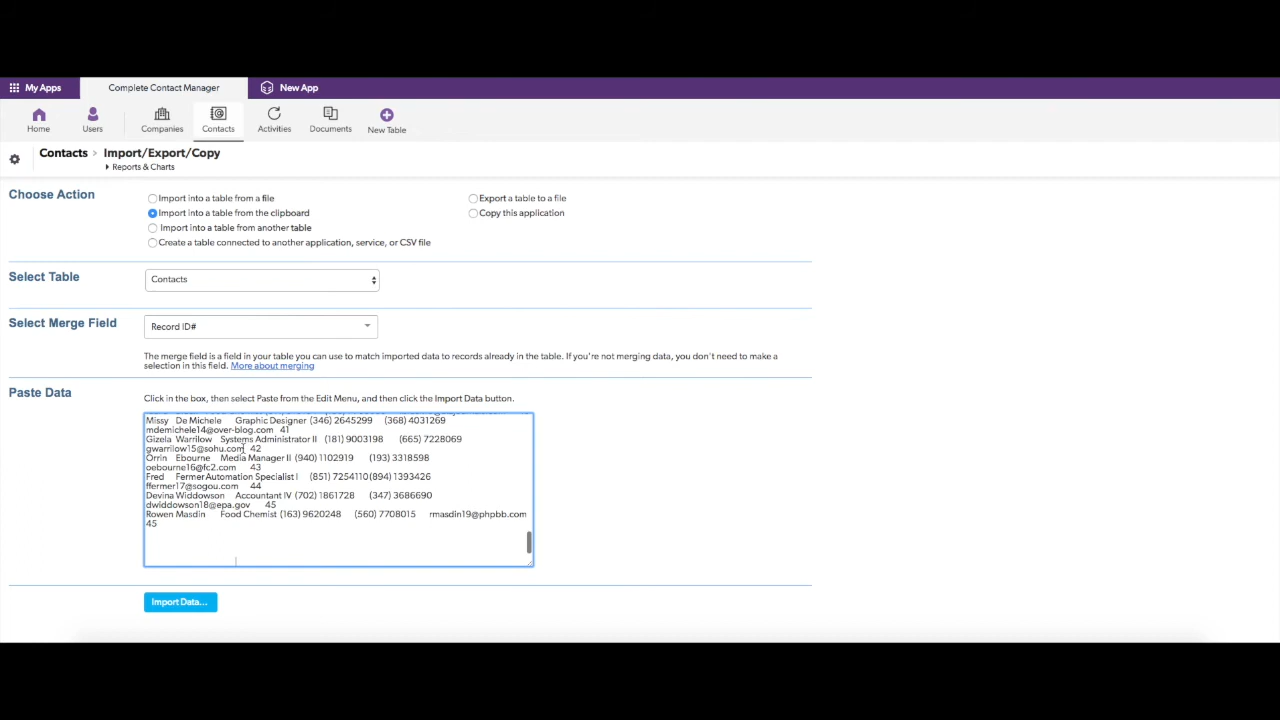 My Apps
Complete Contact Manager
New App
Home
Users
Companies
Contacts
Activities
Documents
New Table
Contacts > Import/Export/Copy
Reports & Charts
Choose Action
Import into a table from a file
Export a table to a file
Import into a table from the clipboard
Copy this application
Import into a table from another table
Create a table connected to another application, service, or CSV file
Select Table
Contacts
Select Merge Field
Record ID#
The merge field is a field in your table you can use to match imported data to records already in the table. If you're not merging data, you don't need to make a
selection in this field. More about merging
Paste Data
Click in the box, then select Paste from the Edit Menu, and then click the Import Data button.
Missy De Michele Graphic Designer (346) 2645299 (368) 4031269
mdemichele14@over-blog.com 41
Gizela Warrilow Systems Administrator II (181) 9003198 (665) 7228069
gwarrilow15@sohu.com 42
Orrin Ebourne Media Manager II (940) 1102919 (193) 3318598
oebourne16@fc2.com 43
Fred Fermer Automation Specialist I (851) 7254110 (894) 1393426
ffermer17@sogou.com 44
Devina Widdowson Accountant IV (702) 1861728 (347) 3686690
dwiddowson18@epa.gov 45
Rowen Masdin Food Chemist (163) 9620248 (560) 7708015 rmasdin19@phpbb.com
45
Import Data...